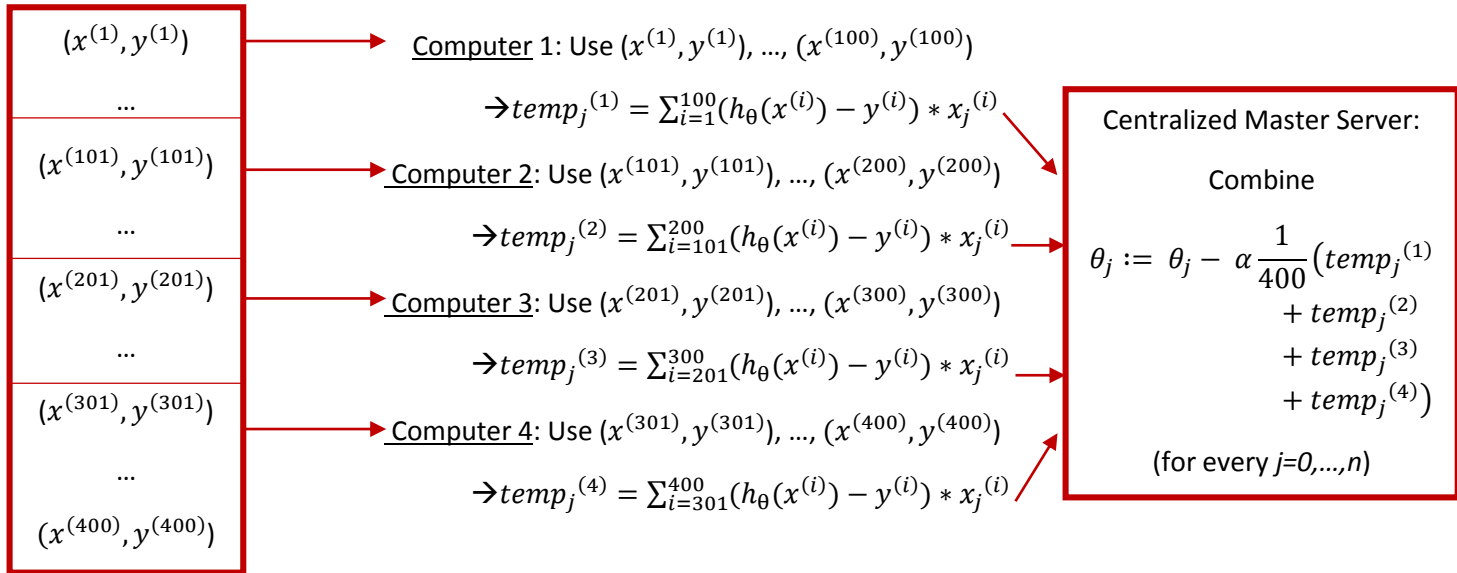 (x^(1), y^(1))
...
(x^(101), y^(101))
...
(x^(201), y^(201))
...
(x^(301), y^(301))
...
(x^(400), y^(400))
Computer 1: Use (x^(1), y^(1)), ..., (x^(100), y^(100))
→temp_j^(1) = ∑_{i=1}^{100}(h_θ(x^(i)) − y^(i)) * x_j^(i)
Computer 2: Use (x^(101), y^(101)), ..., (x^(200), y^(200))
→temp_j^(2) = ∑_{i=101}^{200}(h_θ(x^(i)) − y^(i)) * x_j^(i)
Computer 3: Use (x^(201), y^(201)), ..., (x^(300), y^(300))
→temp_j^(3) = ∑_{i=201}^{300}(h_θ(x^(i)) − y^(i)) * x_j^(i)
Computer 4: Use (x^(301), y^(301)), ..., (x^(400), y^(400))
→temp_j^(4) = ∑_{i=301}^{400}(h_θ(x^(i)) − y^(i)) * x_j^(i)
Centralized Master Server:
Combine
θ_j := θ_j − α 1/400 (temp_j^(1)
+ temp_j^(2)
+ temp_j^(3)
+ temp_j^(4))
(for every j=0,...,n)